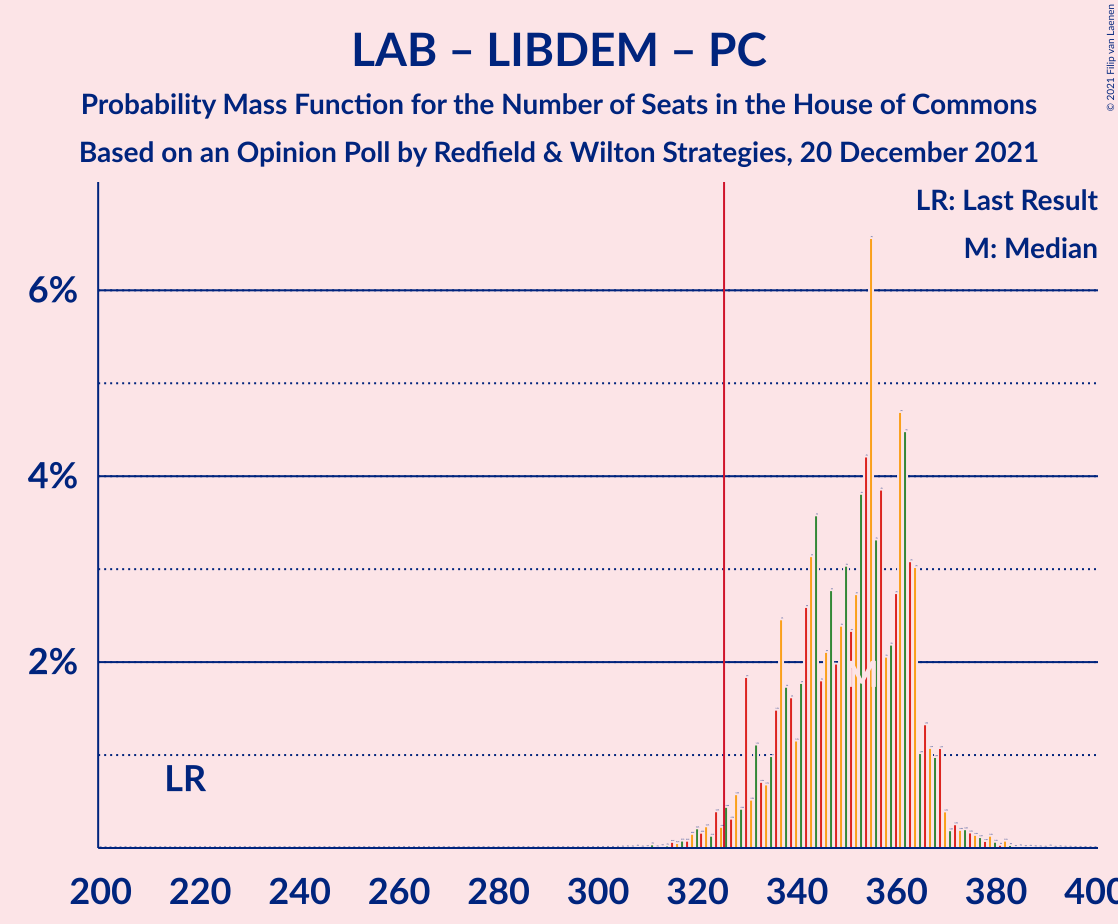 LAB – LIBDEM – PC
Probability Mass Function for the Number of Seats in the House of Commons
Based on an Opinion Poll by Redfield & Wilton Strategies, 20 December 2021
© 2021 Filip van Laenen
LR: Last Result
M: Median
6%
4%
2%
M
LR
200 220 240 260 280 300 320 340 360 380 400